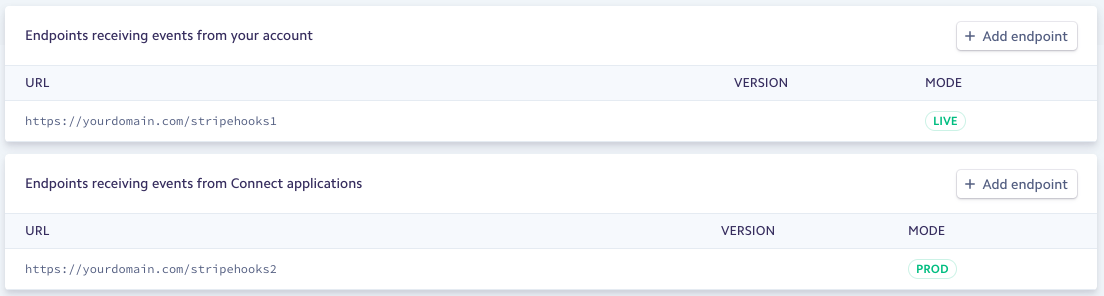 Endpoints receiving events from your account + Add endpoint
URL VERSION MODE
https://yourdomain.com/stripehooks1 LIVE
Endpoints receiving events from Connect applications + Add endpoint
URL VERSION MODE
https://yourdomain.com/stripehooks2 PROD